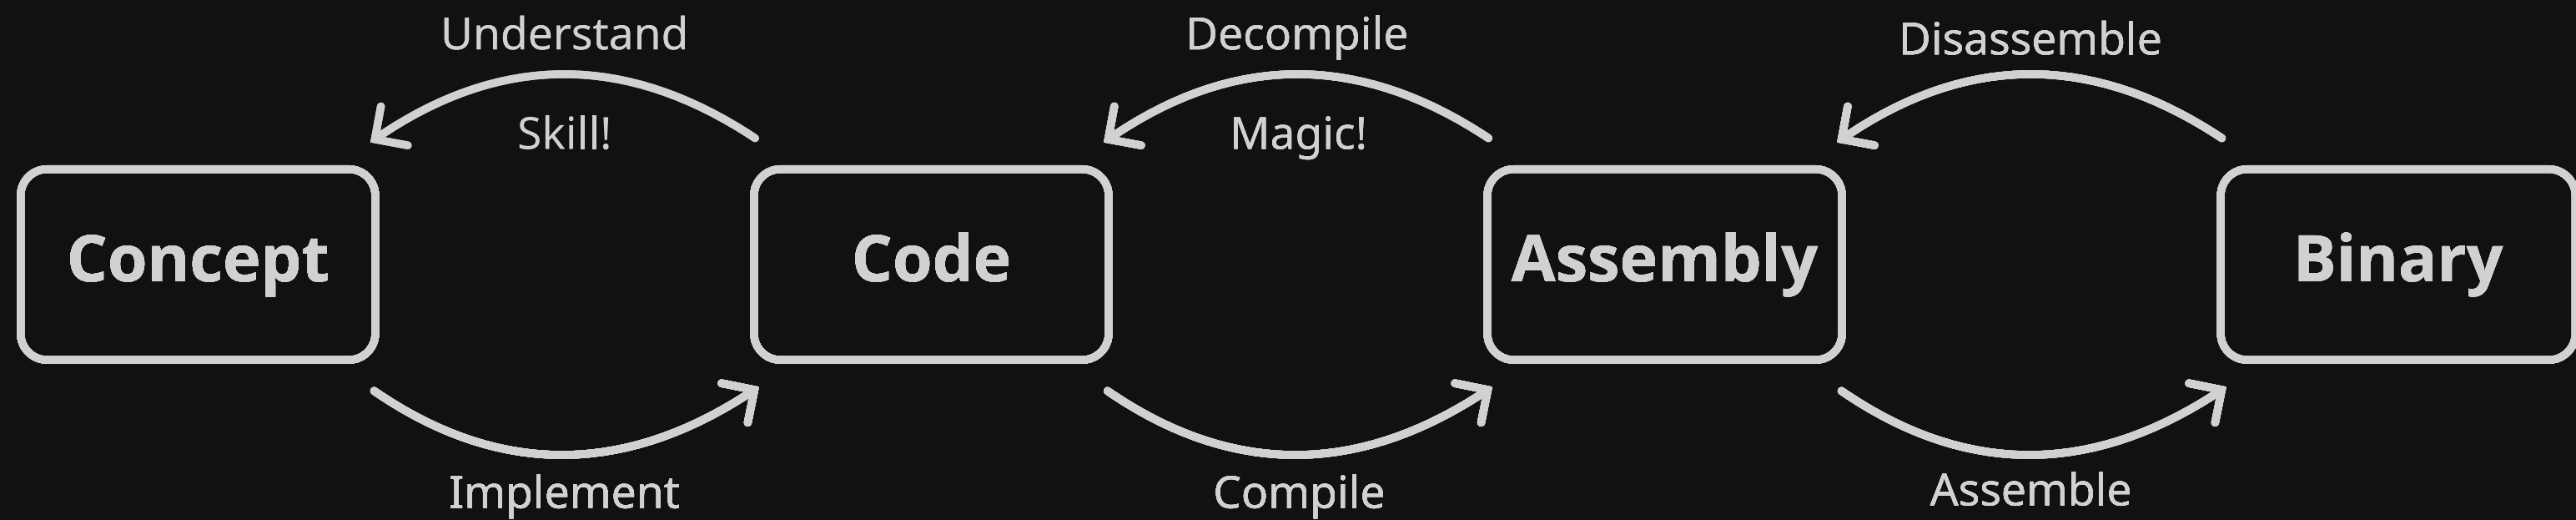 Understand
Decompile
Disassemble
Skill!
Magic!
Concept
Code
Assembly
Binary
Implement
Compile
Assemble